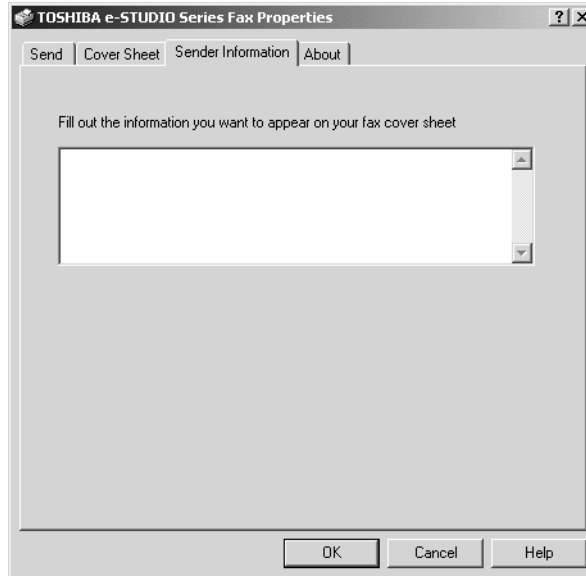 TOSHIBA e-STUDIO Series Fax Properties ? X
Send Cover Sheet Sender Information About
Fill out the information you want to appear on your fax cover sheet
OK Cancel Help